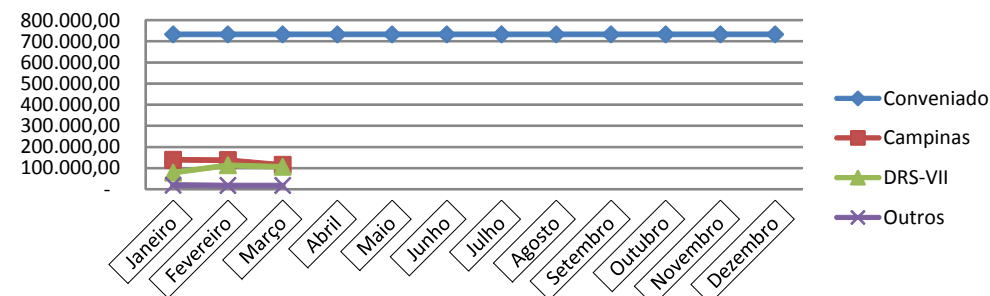 800.000,00
700.000,00
600.000,00
500.000,00
400.000,00
300.000,00
200.000,00
100.000,00
-
Janeiro
Fevereiro
Março
Abril
Maio
Junho
Julho
Agosto
Setembro
Outubro
Novembro
Dezembro
Conveniado
Campinas
DRS-VII
Outros